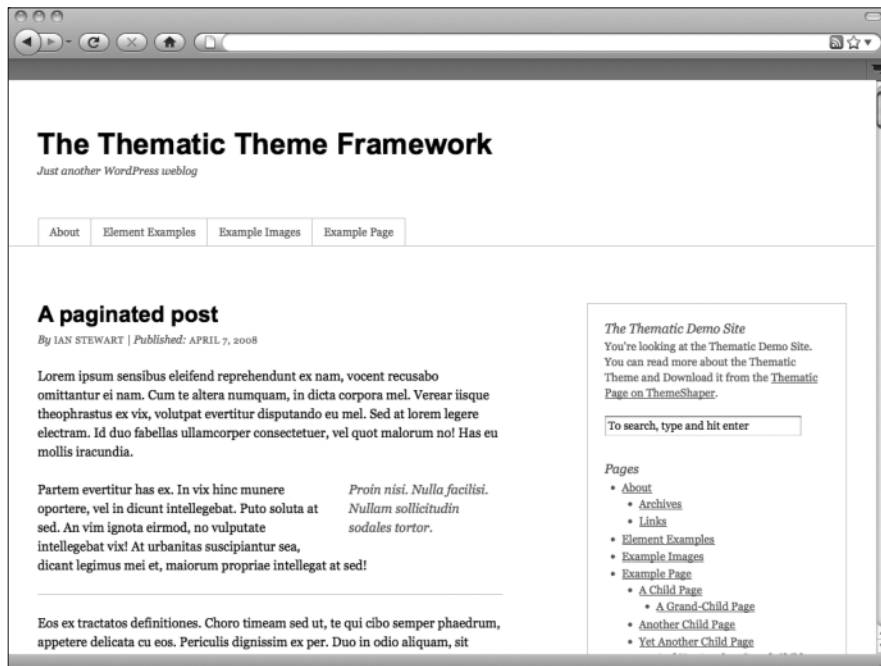 The Thematic Theme Framework
Just another WordPress weblog
About
Element Examples
Example Images
Example Page
A paginated post
By IAN STEWART | Published: APRIL 7, 2008
Lorem ipsum sensibus eleifend reprehendunt ex nam, vocent recusabo
omittantur ei nam. Cum te altera numquam, in dicta corpora mel. Verear iisque
theophrastus ex vix, volutpat evertitur disputando eu mel. Sed at lorem legere
electram. Id duo fabellas ullamcorper consectetuer, vel quot malorum no! Has eu
mollis iracundia.
Partem evertitur has ex. In vix hinc munere
oportere, vel in dicunt intellegebat. Puto soluta at
sed. An vim ignota eirmod, no vulputate
intellegebat vix! At urbanitas suscipiantur sea,
dicant legimus mei et, maiorum propriae intellegat at sed!
Proin nisi. Nulla facilisi.
Nullam sollicitudin
sodales tortor.
Eos ex tractatos definitiones. Choro timeam sed ut, te qui cibo semper phaedrum,
appetere delicata cu eos. Periculis dignissim ex per. Duo in odio aliquam, sit
The Thematic Demo Site
You're looking at the Thematic Demo Site.
You can read more about the Thematic
Theme and Download it from the Thematic
Page on ThemeShaper.
To search, type and hit enter
Pages
About
Archives
Links
Element Examples
Example Images
Example Page
A Child Page
A Grand-Child Page
Another Child Page
Yet Another Child Page